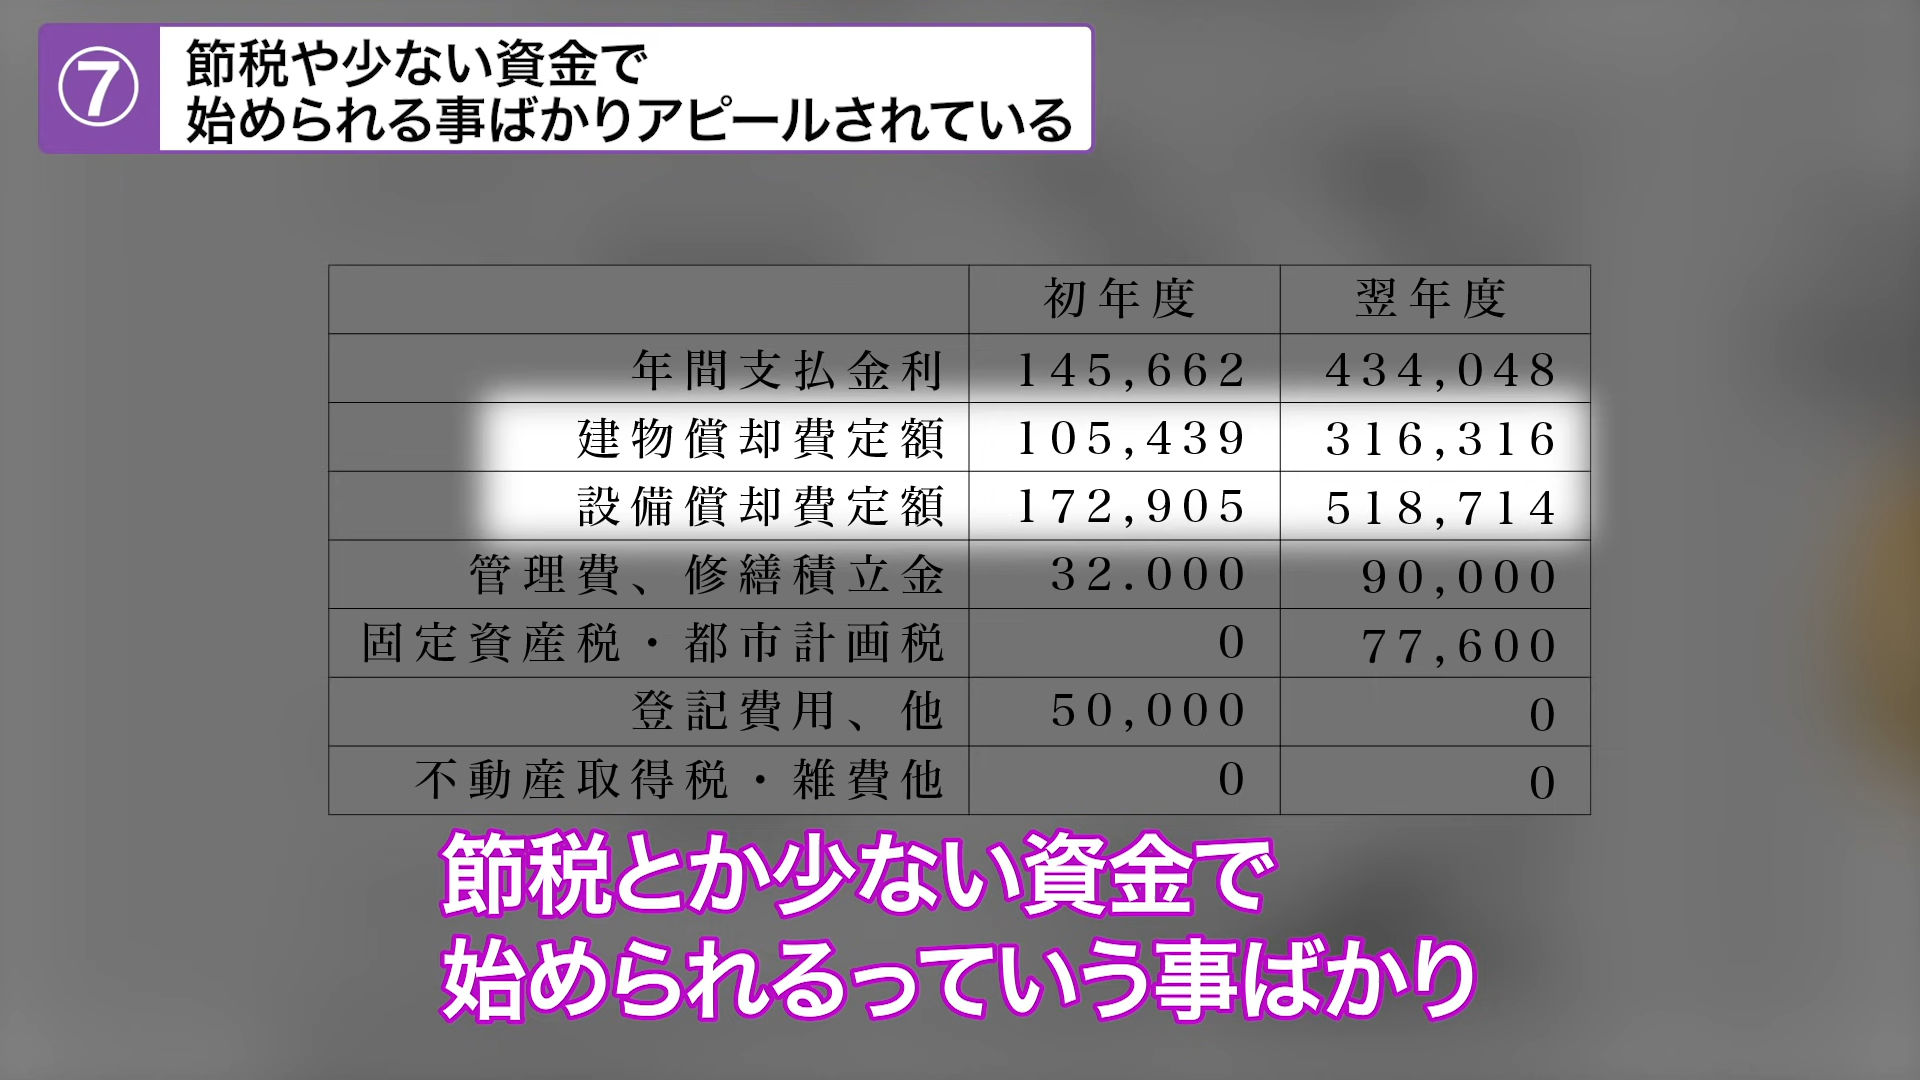 ⑦
節税や少ない資金で
始められる事ばかりアピールされている
初年度 翌年度
年間支払金利 145,662 434,048
建物償却費定額 105,439 316,316
設備償却費定額 172,905 518,714
管理費、修繕積立金 32.000 90,000
固定資産税・都市計画税 0 77,600
登記費用、他 50,000 0
不動産取得税・雑費他 0 0
節税とか少ない資金で
始められるっていう事ばかり